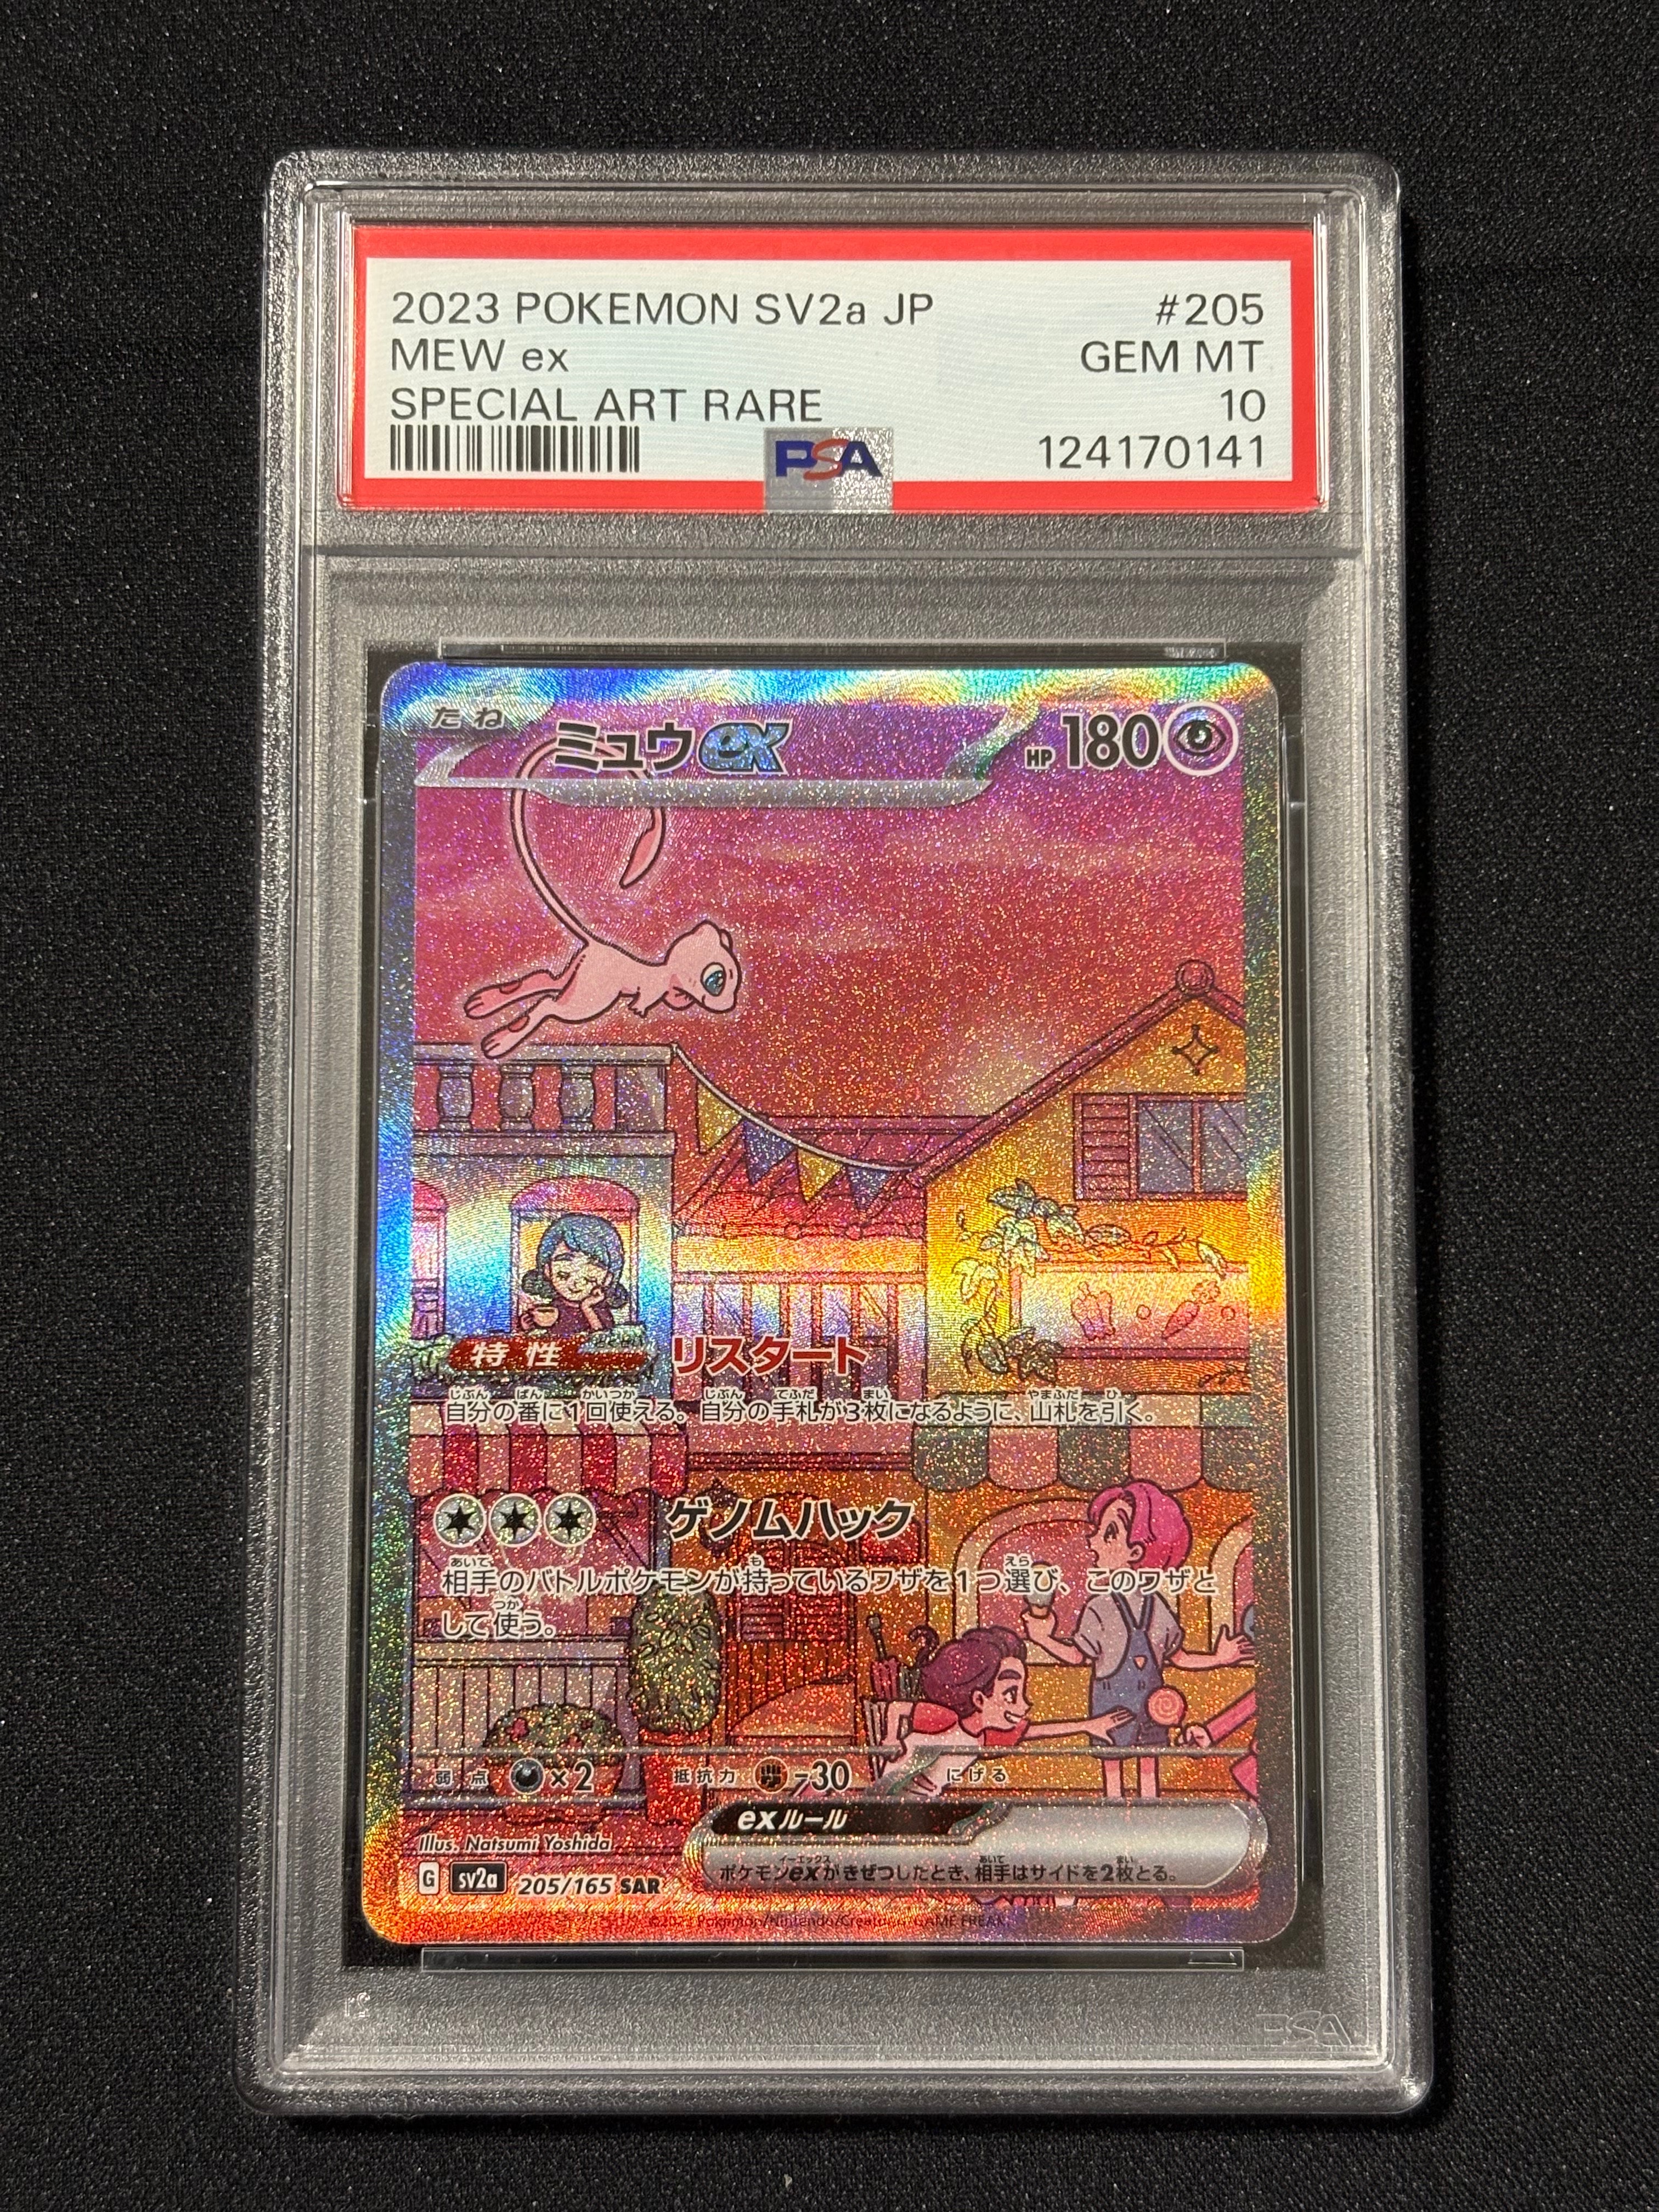 2023 POKEMON SV2a JP #205
MEW ex GEM MT
SPECIAL ART RARE 10
PSA 124170141
たね ミュウex HP180
特性 リスタート
自分の番に1回使える。自分の手札が3枚になるように、山札を引く。
ゲノムハック
相手のバトルポケモンが持っているワザを1つ選び、このワザと
して使う。
弱点 ×2 抵抗力 -30 にげる
exルール
ポケモンexがきぜつしたとき、相手はサイドを2枚とる。
Illus. Natsumi Yoshida
G sv2a 205/165 SAR
©2023 Pokémon/Nintendo/Creatures/GAME FREAK.
PSA